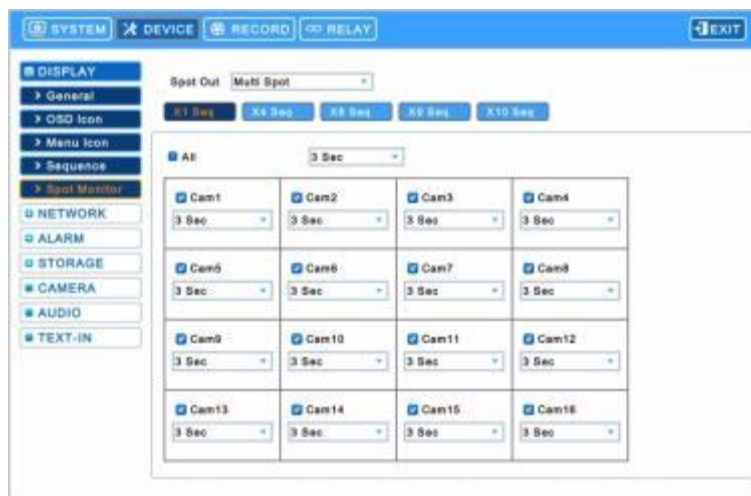 SYSTEM DEVICE RECORD RELAY EXIT
DISPLAY
General
OSD Icon
Menu Icon
Sequence
Spot Monitor
NETWORK
ALARM
STORAGE
CAMERA
AUDIO
TEXT-IN
Spot Out Multi Spot
X1 Seq X4 Seq X8 Seq X9 Seq X10 Seq
All 3 Sec
Cam1 Cam2 Cam3 Cam4
3 Sec 3 Sec 3 Sec 3 Sec
Cam5 Cam6 Cam7 Cam8
3 Sec 3 Sec 3 Sec 3 Sec
Cam9 Cam10 Cam11 Cam12
3 Sec 3 Sec 3 Sec 3 Sec
Cam13 Cam14 Cam15 Cam16
3 Sec 3 Sec 3 Sec 3 Sec